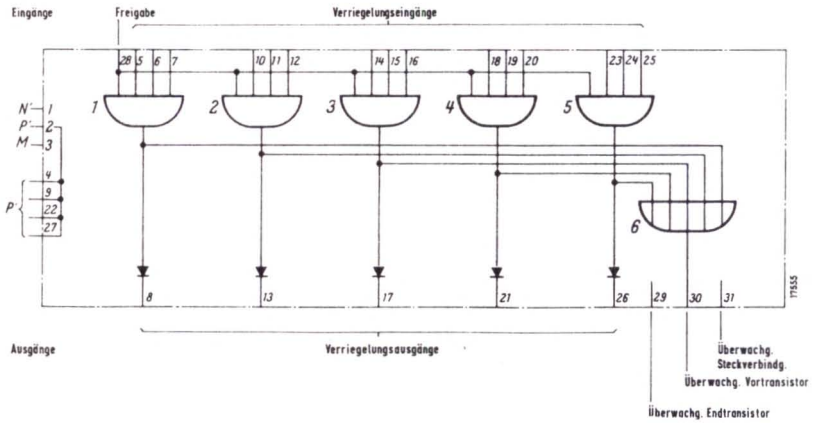 Eingänge Freigabe Verriegelungseingänge
28 5 6 7 10 11 12 14 15 16 18 19 20 23 24 25
1 2 3 4 5
N' 1
P' 2
M 3
4
9
P' 22
27
6
8 13 17 21 26 29 30 31
17555
Ausgänge Verriegelungsausgänge
Überwachg.
Steckverbindg.
Überwachg. Vortransistor
Überwachg. Endtransistor